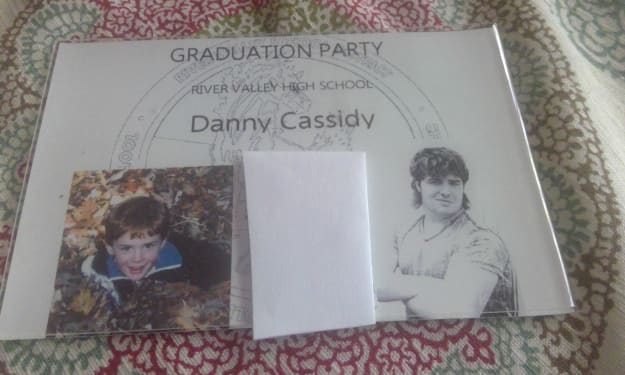 GRADUATION PARTY
RIVER VALLEY HIGH SCHOOL
Danny Cassidy